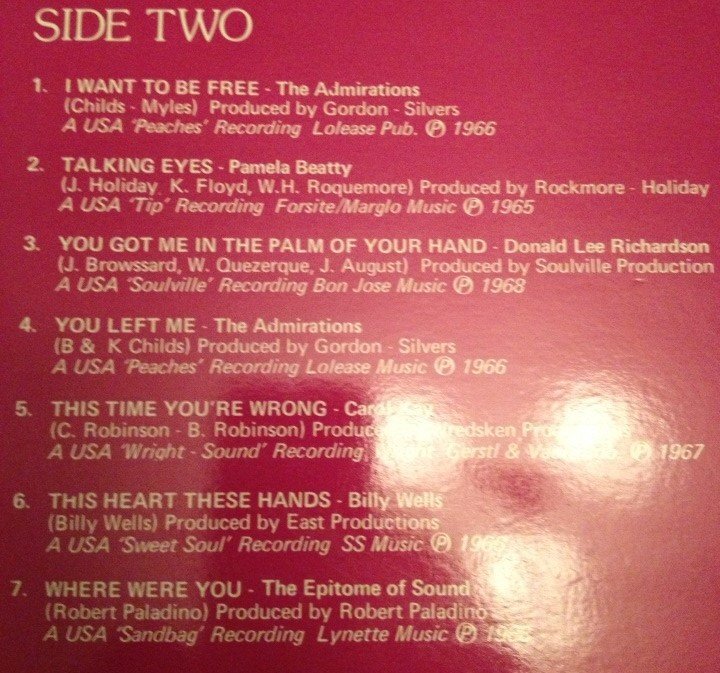 SIDE TWO
1. I WANT TO BE FREE - The Admirations
(Childs - Myles) Produced by Gordon - Silvers
A USA 'Peaches' Recording Lolease Pub. ℗ 1966
2. TALKING EYES - Pamela Beatty
(J. Holiday K. Floyd, W.H. Roquemore) Produced by Rockmore - Holiday
A USA 'Tip' Recording Forsite/Marglo Music ℗ 1965
3. YOU GOT ME IN THE PALM OF YOUR HAND - Donald Lee Richardson
(J. Browssard, W. Quezerque, J. August) Produced by Soulville Production
A USA 'Soulville' Recording Bon Jose Music ℗ 1968
4. YOU LEFT ME - The Admirations
(B & K Childs) Produced by Gordon - Silvers
A USA 'Peaches' Recording Lolease Music ℗ 1966
5. THIS TIME YOU'RE WRONG -
(C. Robinson - B. Robinson)
A USA 'Wright - Sound' Recording, Gerstl & ℗ 1967
6. THIS HEART THESE HANDS - Billy Wells
(Billy Wells) Produced by East Productions
A USA 'Sweet Soul' Recording SS Music ℗
7. WHERE WERE YOU - The Epitome of Sound
(Robert Paladino) Produced by Robert Paladino
A USA 'Sandbag' Recording Lynette Music ℗